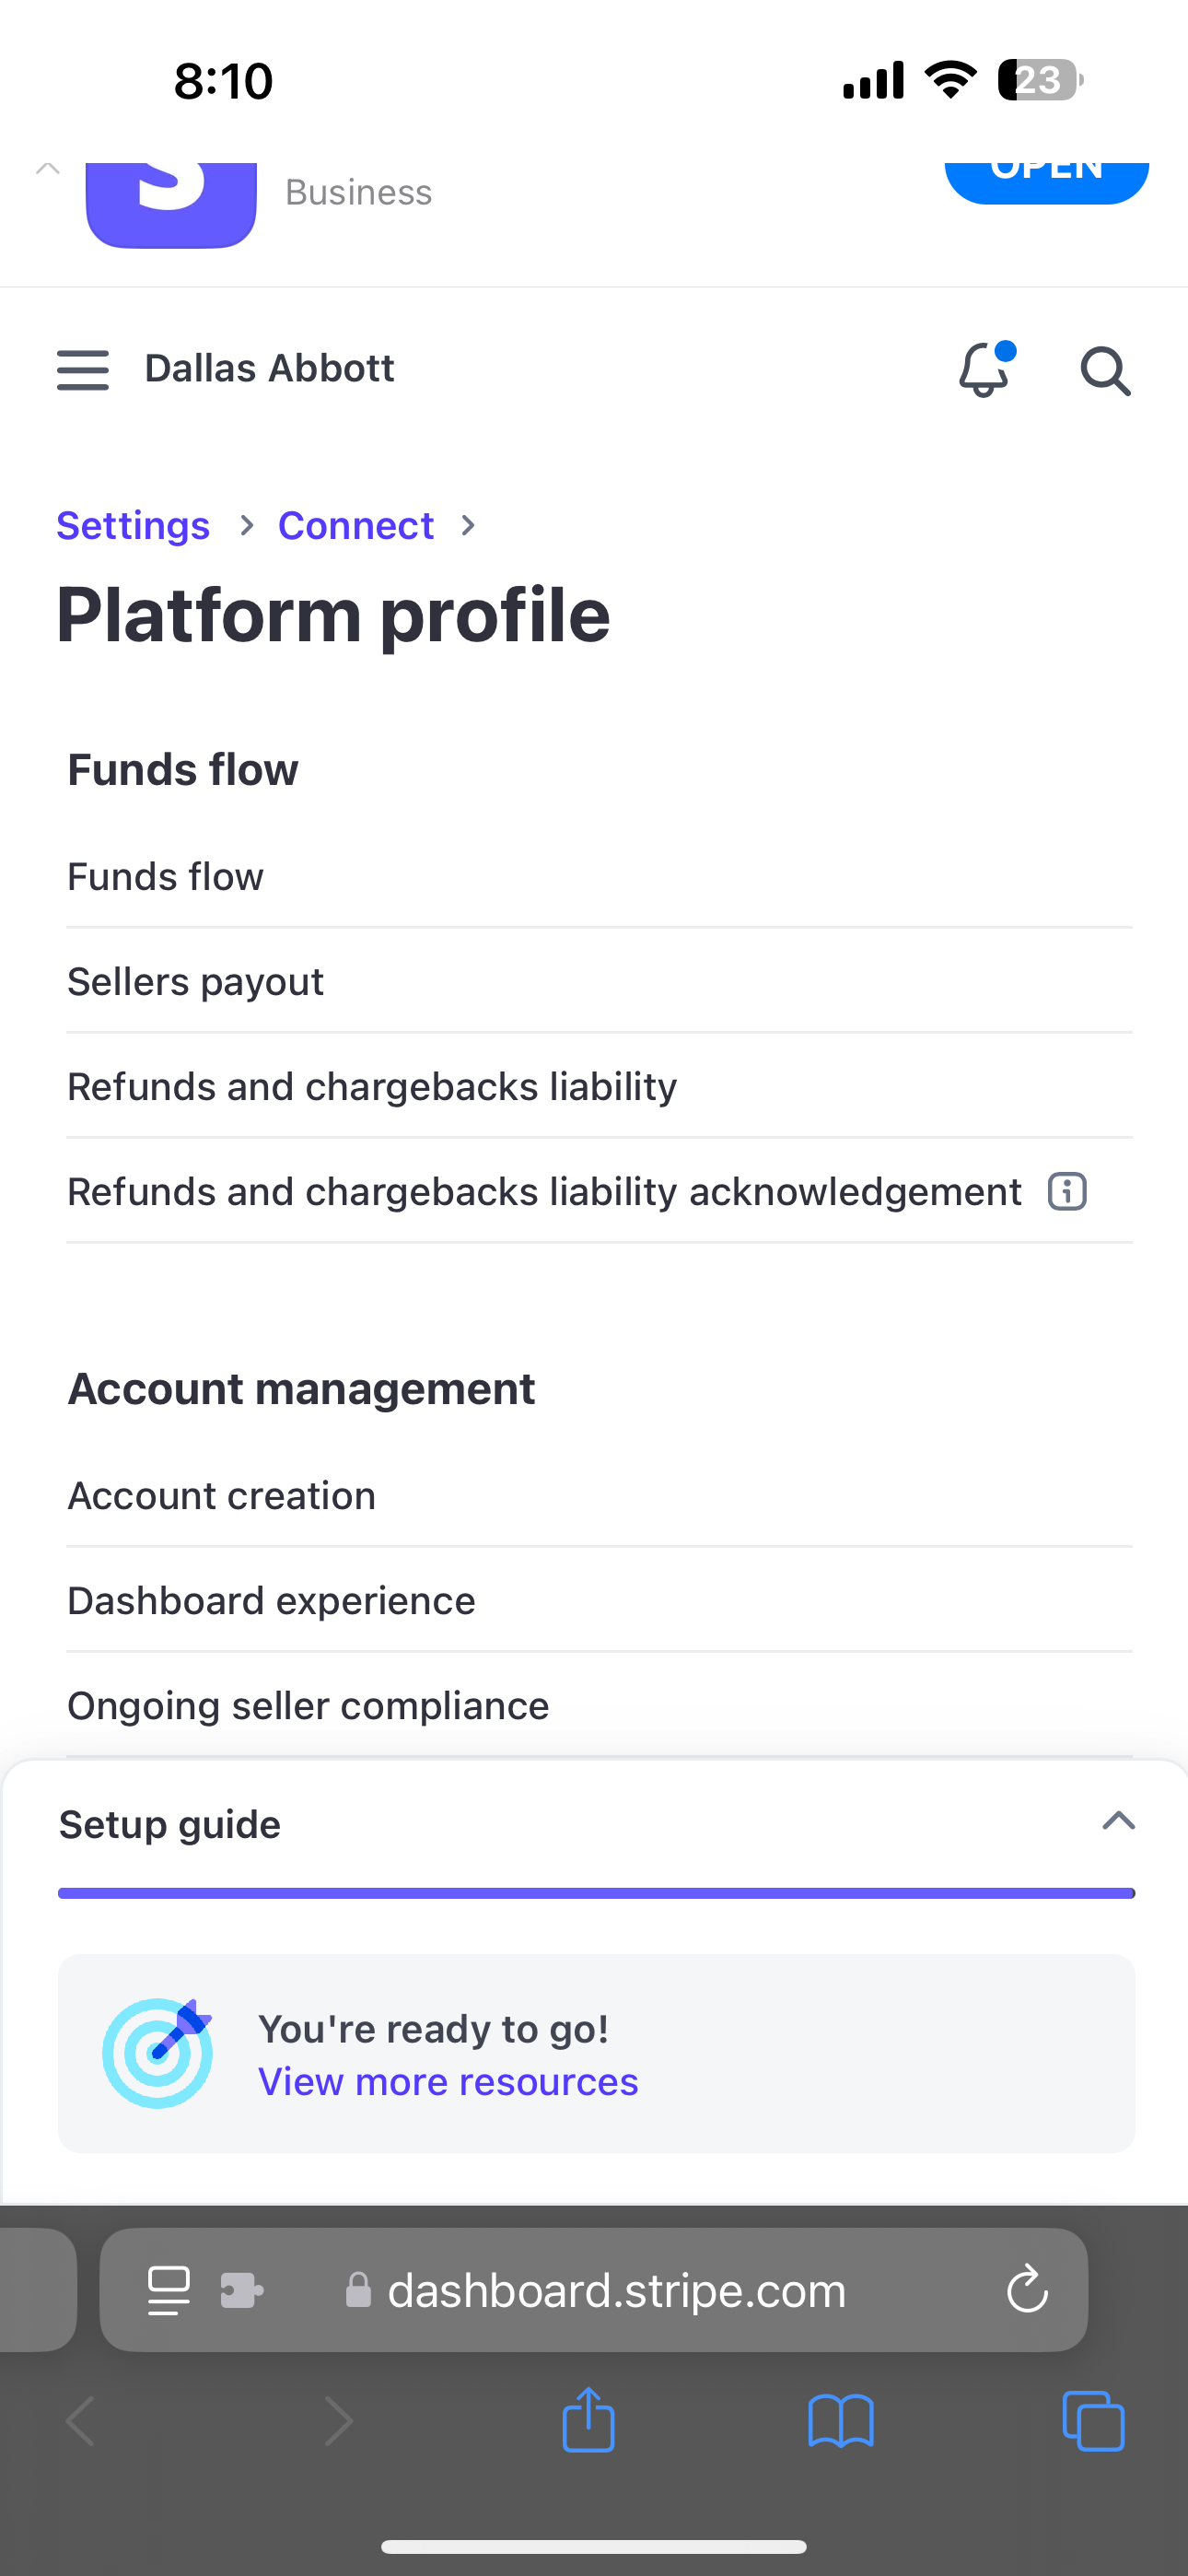 8:10
23
S
Business
OPEN
Dallas Abbott
Settings > Connect >
Platform profile
Funds flow
Funds flow
Sellers payout
Refunds and chargebacks liability
Refunds and chargebacks liability acknowledgement
Account management
Account creation
Dashboard experience
Ongoing seller compliance
Setup guide
You're ready to go!
View more resources
dashboard.stripe.com